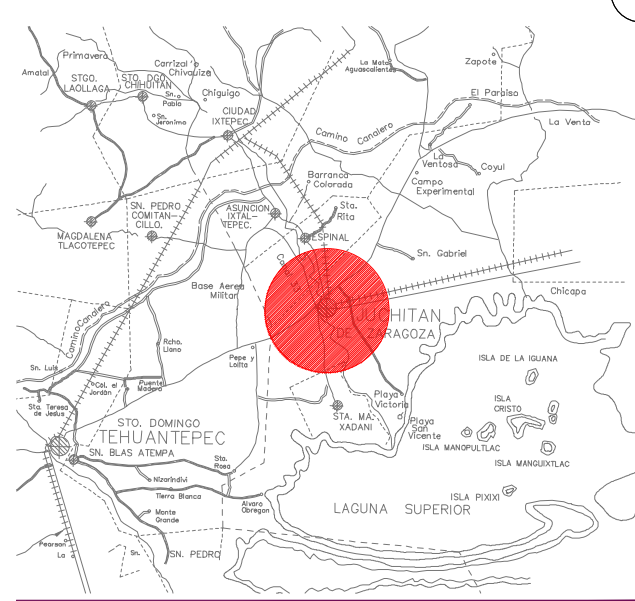 Primavera
Amatal
STGO.
LAOLLAGA
STO. DGO.
CHIHUITAN
Carrizal
Chivauiza
Sn.
Pablo
Chiguigo
Sn.
Jeronimo
CIUDAD
IXTEPEC
La Mata
Aguascalientes
Zapote
El Paraiso
La Venta
Camino Canalero
La
Ventosa
Coyul
Barranca
Colorada
Campo
Experimental
SN. PEDRO
COMITAN-
CILLO.
ASUNCION
IXTAL-
TEPEC.
Sta.
Rita
MAGDALENA
TLACOTEPEC
ESPINAL
Sn. Gabriel
Base Aerea
Militar
Chicapa
Camino Canalero
JUCHITAN
DE ZARAGOZA
Rcho.
Llano
Pepe y
Lolita
Sn. Luis
Col. el
Jordán
Puente
Madera
ISLA DE LA IGUANA
Sta. Teresa
de Jesus
Playa
Victoria
ISLA
CRISTO
STA. MA.
XADANI
Playa
San
Vicente
STO. DOMINGO
TEHUANTEPEC
SN. BLAS ATEMPA
ISLA MANOPULTLAC
ISLA MANGUIXTLAC
Sta.
Rosa
Nizarindivi
Tierra Blanca
Alvaro
Obregon
ISLA PIXIXI
LAGUNA SUPERIOR
Monte
Grande
Pearson
La
Sn.
SN. PEDRO